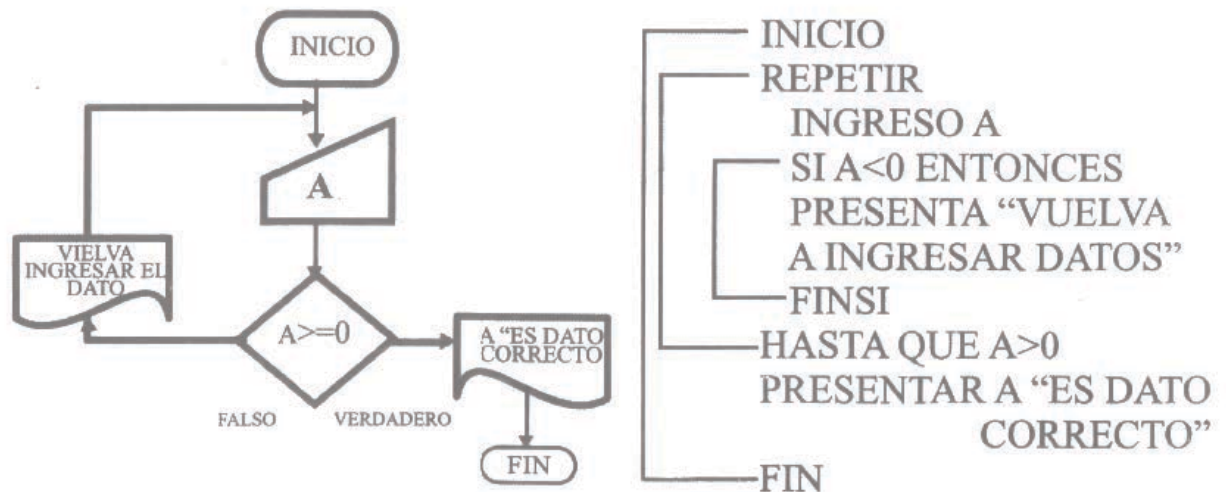 INICIO
A
VIELVA
INGRESAR EL
DATO
A>=0
A “ES DATO
CORRECTO
FALSO
VERDADERO
FIN
INICIO
REPETIR
INGRESO A
SI A<0 ENTONCES
PRESENTA “VUELVA
A INGRESAR DATOS”
FINSI
HASTA QUE A>0
PRESENTAR A “ES DATO
CORRECTO”
FIN